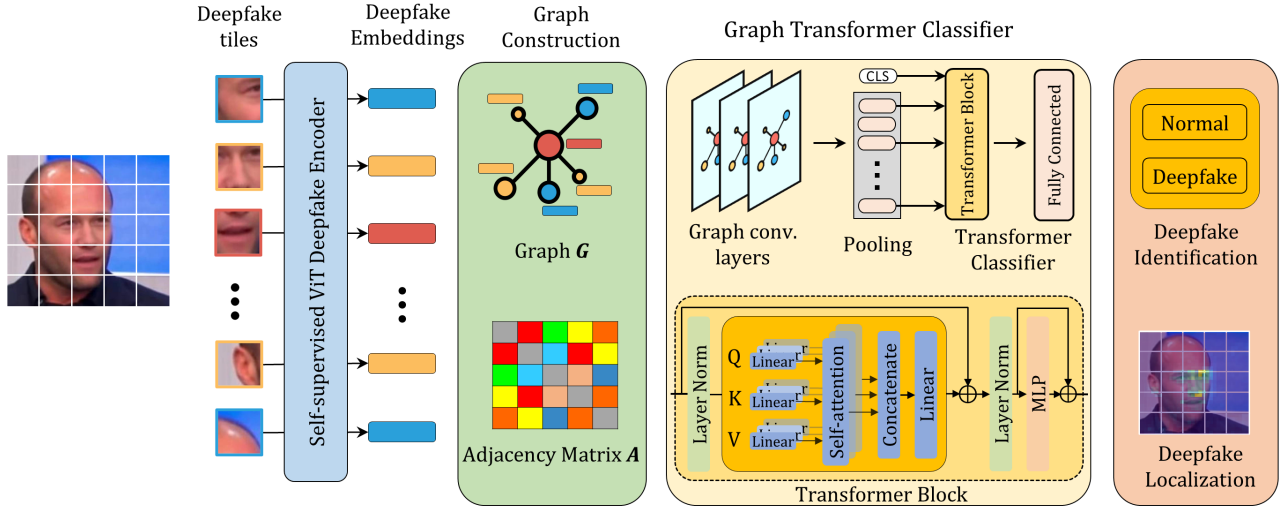 Deepfake
tiles
Deepfake
Embeddings
Graph
Construction
Graph Transformer Classifier
Self-supervised ViT Deepfake Encoder
Graph G
Adjacency Matrix A
CLS
Transformer Block
Fully Connected
Graph conv.
layers
Pooling
Transformer
Classifier
Normal
Deepfake
Deepfake
Identification
Layer Norm
Q
Linear
K
Linear
V
Linear
Self-attention
Concatenate
Linear
Layer Norm
MLP
Transformer Block
Deepfake
Localization